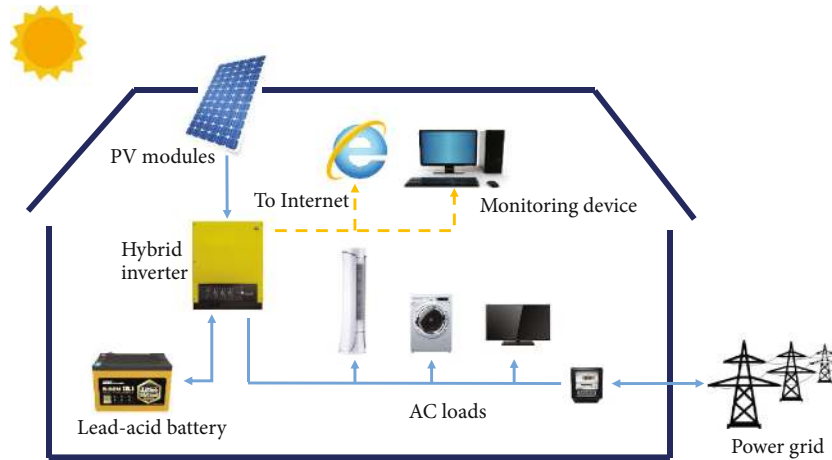 PV modules
To Internet
Monitoring device
Hybrid
inverter
AC loads
Lead-acid battery
Power grid